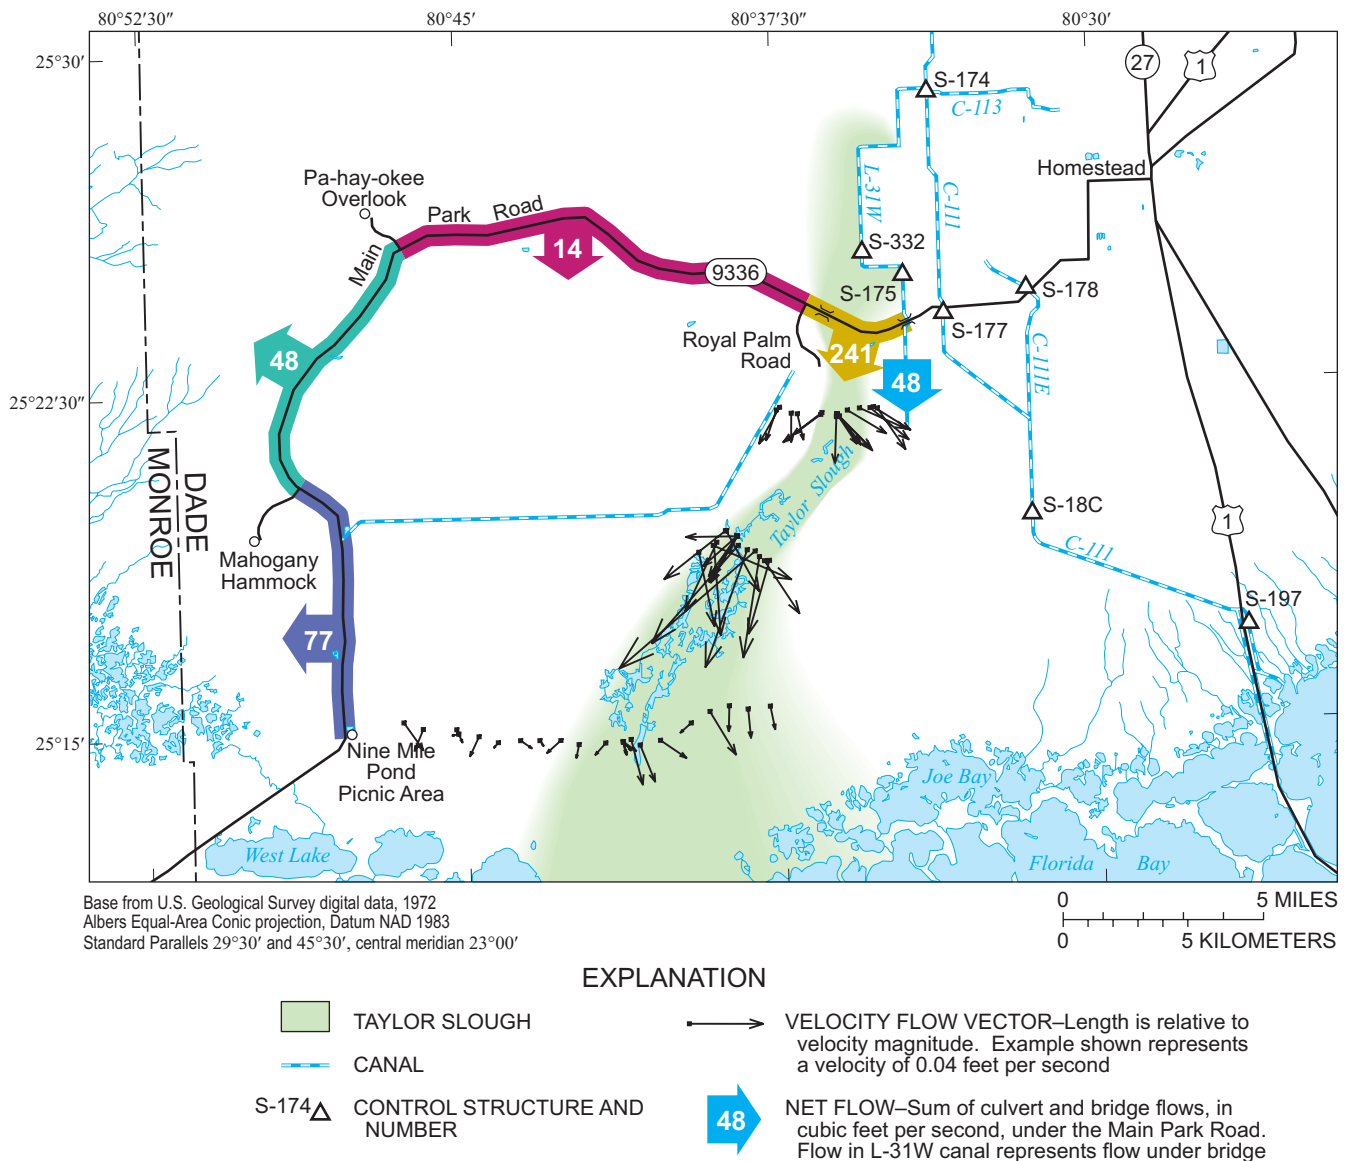 80°52'30"
80°45'
80°37'30"
80°30'
25°30'
27
1
S-174
C-113
Homestead
Pa-hay-okee
Overlook
Park
Road
Main
L-31W
C-111
S-332
14
9336
S-175
S-178
S-177
Royal Palm
Road
241
48
48
C-111E
25°22'30"
Taylor Slough
DADE
MONROE
S-18C
1
C-111
Mahogany
Hammock
S-197
77
25°15'
Nine Mile
Pond
Picnic Area
Joe Bay
West Lake
Florida Bay
Base from U.S. Geological Survey digital data, 1972
Albers Equal-Area Conic projection, Datum NAD 1983
Standard Parallels 29°30' and 45°30', central meridian 23°00'
0 5 MILES
0 5 KILOMETERS
EXPLANATION
TAYLOR SLOUGH
CANAL
S-174 CONTROL STRUCTURE AND
NUMBER
VELOCITY FLOW VECTOR–Length is relative to
velocity magnitude. Example shown represents
a velocity of 0.04 feet per second
48
NET FLOW–Sum of culvert and bridge flows, in
cubic feet per second, under the Main Park Road.
Flow in L-31W canal represents flow under bridge